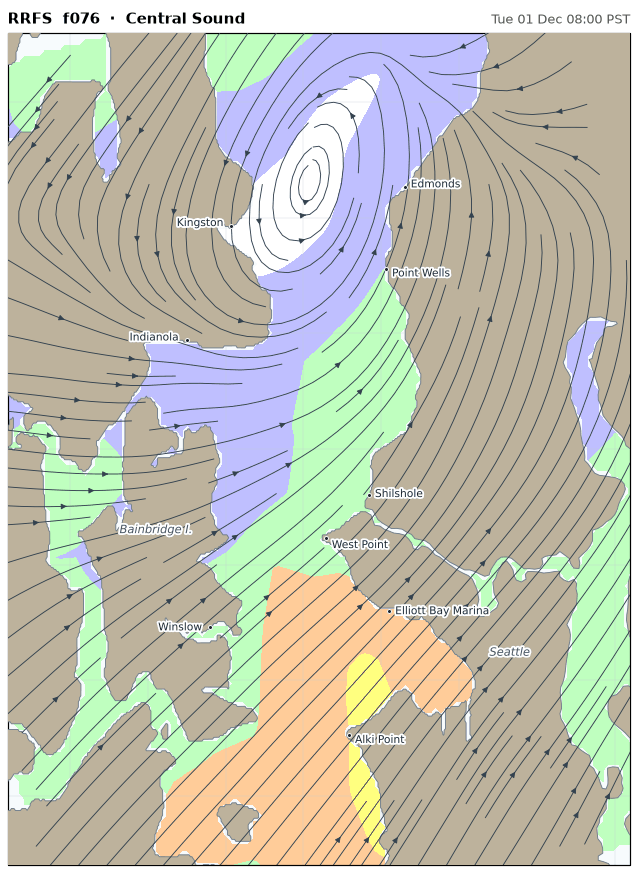 RRFS f076 · Central Sound
Tue 01 Dec 08:00 PST
Edmonds
Kingston
Point Wells
Indianola
Shilshole
Bainbridge I.
West Point
Elliott Bay Marina
Winslow
Seattle
Alki Point